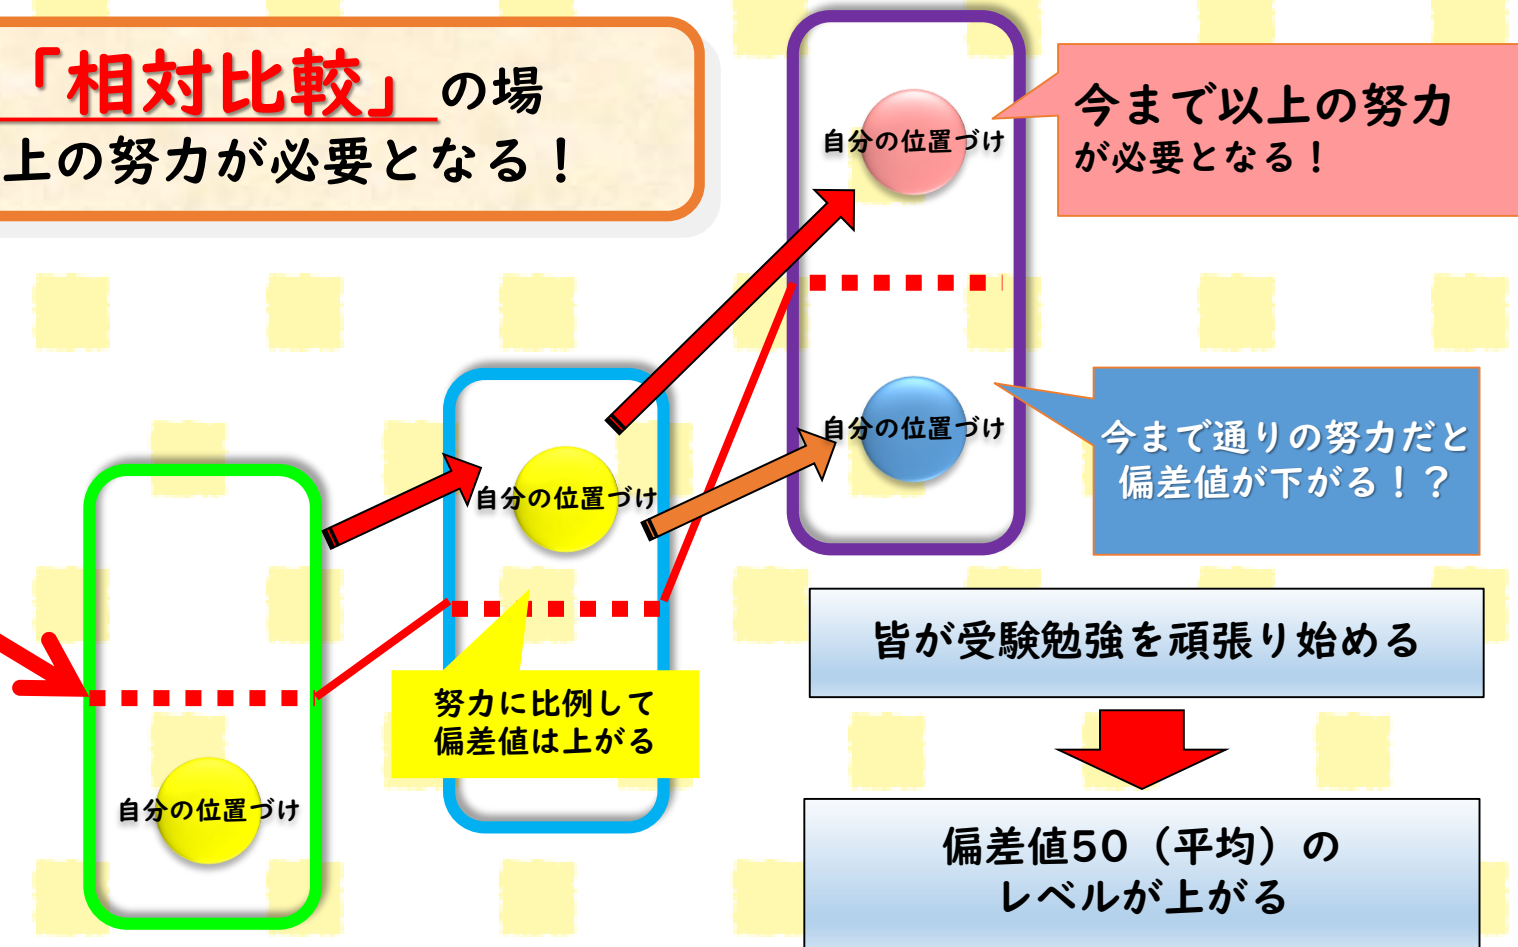 「相対比較」の場
上の努力が必要となる！
自分の位置づけ
今まで以上の努力
が必要となる！
自分の位置づけ
今まで通りの努力だと
偏差値が下がる！？
自分の位置づけ
努力に比例して
偏差値は上がる
自分の位置づけ
皆が受験勉強を頑張り始める
偏差値50（平均）の
レベルが上がる